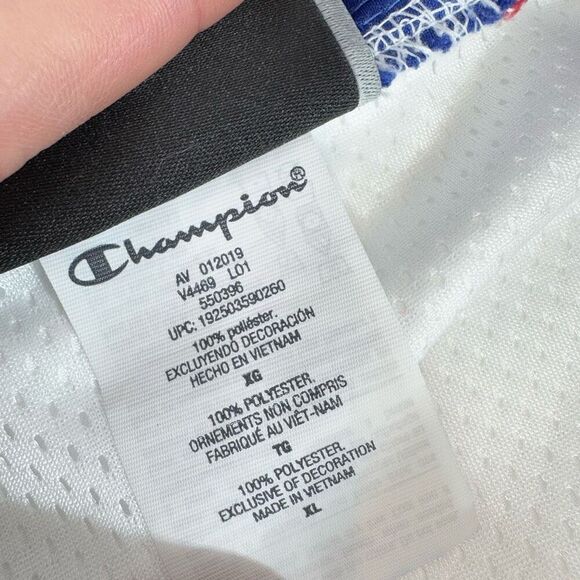 Champion®
AV 012019
V4469 L01
550396
UPC: 192503590260
100% poliéster.
EXCLUYENDO DECORACIÓN
HECHO EN VIETNAM
XG
100% POLYESTER.
ORNEMENTS NON COMPRIS
FABRIQUÉ AU VIÊT-NAM
TG
100% POLYESTER.
EXCLUSIVE OF DECORATION
MADE IN VIETNAM
XL